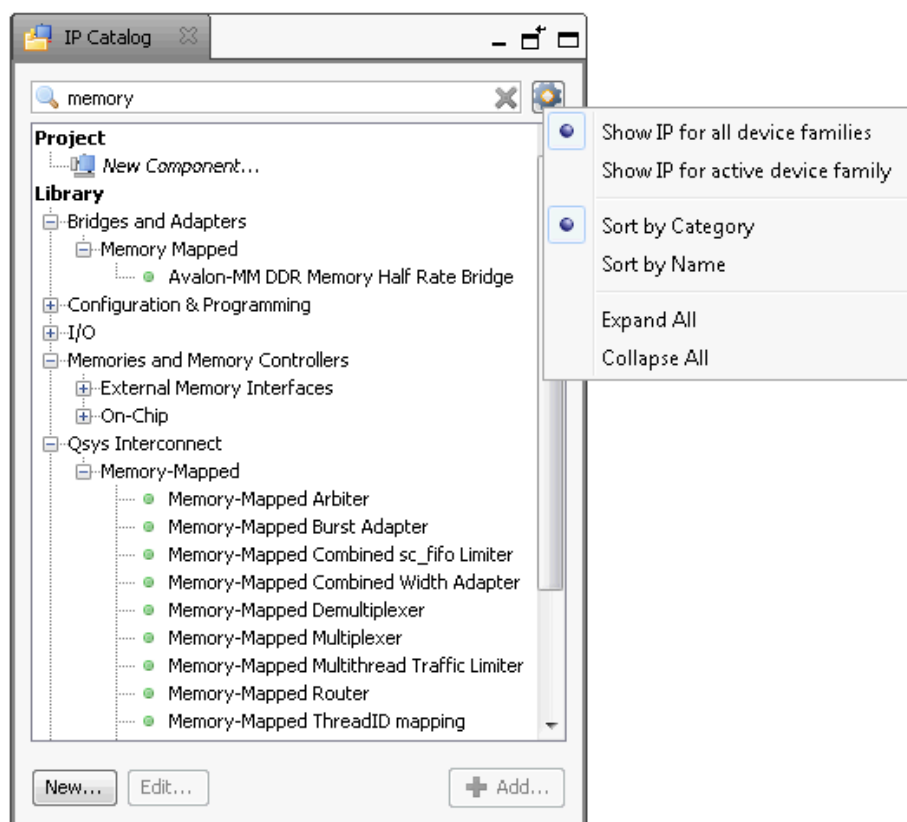 IP Catalog
memory
Project
New Component...
Library
Bridges and Adapters
Memory Mapped
Avalon-MM DDR Memory Half Rate Bridge
Configuration & Programming
I/O
Memories and Memory Controllers
External Memory Interfaces
On-Chip
Qsys Interconnect
Memory-Mapped
Memory-Mapped Arbiter
Memory-Mapped Burst Adapter
Memory-Mapped Combined sc_fifo Limiter
Memory-Mapped Combined Width Adapter
Memory-Mapped Demultiplexer
Memory-Mapped Multiplexer
Memory-Mapped Multithread Traffic Limiter
Memory-Mapped Router
Memory-Mapped ThreadID mapping
New... Edit... Add...
Show IP for all device families
Show IP for active device family
Sort by Category
Sort by Name
Expand All
Collapse All